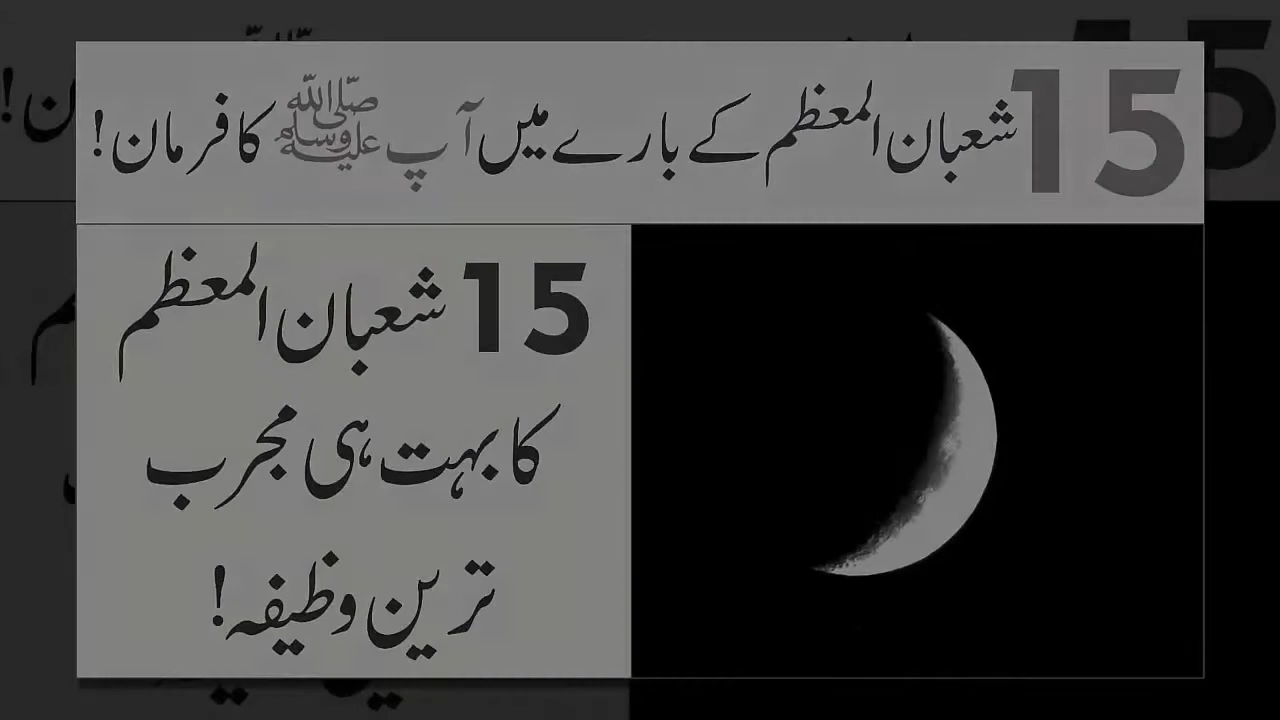 15 شعبان المعظم کے بارے میں آپ ﷺ کا فرمان!
15 شعبان المعظم
کا بہت ہی مجرب
ترین وظیفہ!